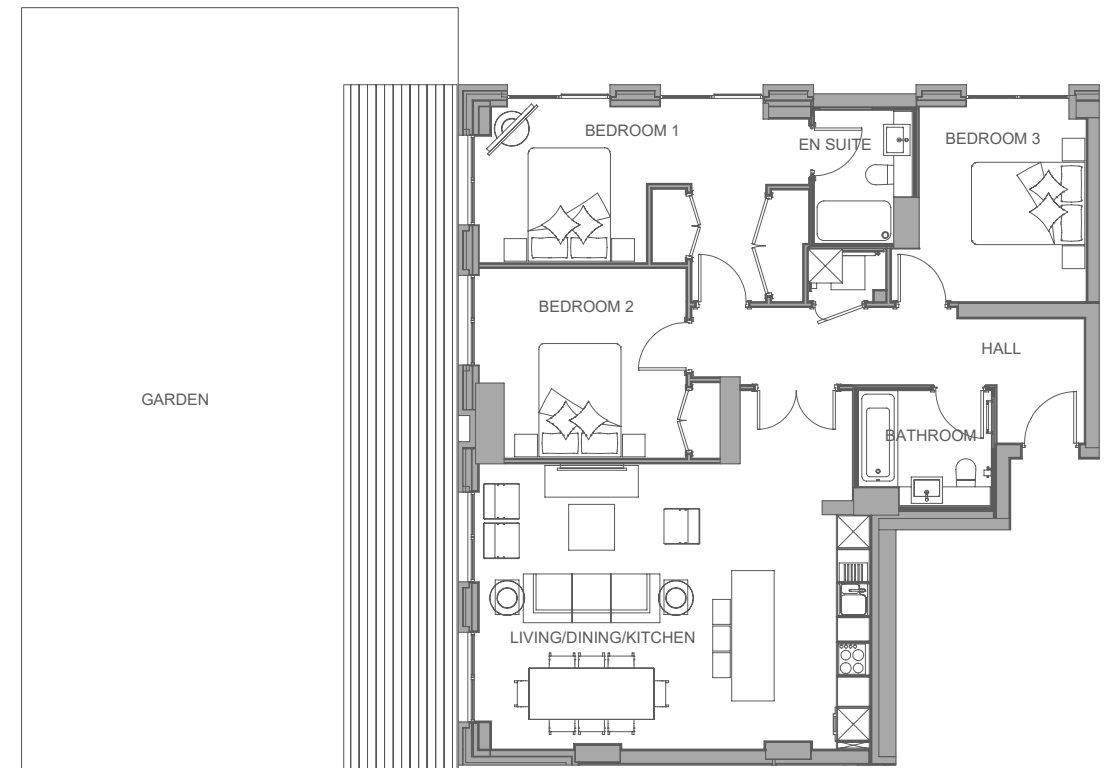 BEDROOM 1
EN SUITE
BEDROOM 3
BEDROOM 2
HALL
GARDEN
BATHROOM
LIVING/DINING/KITCHEN